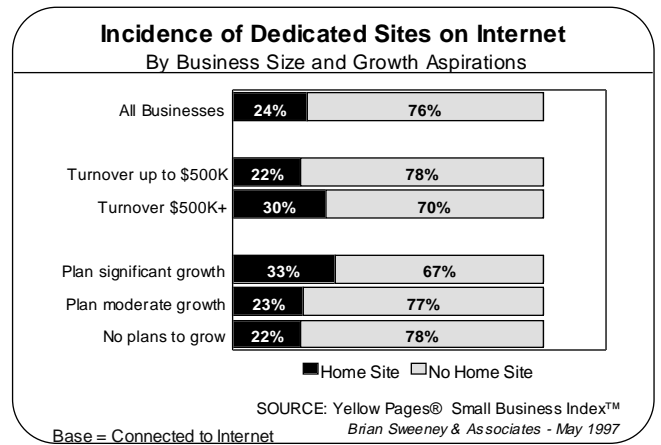 Incidence of Dedicated Sites on Internet
By Business Size and Growth Aspirations
All Businesses 24% 76%
Turnover up to $500K 22% 78%
Turnover $500K+ 30% 70%
Plan significant growth 33% 67%
Plan moderate growth 23% 77%
No plans to grow 22% 78%
Home Site No Home Site
SOURCE: Yellow Pages® Small Business Index™
Base = Connected to Internet Brian Sweeney & Associates - May 1997